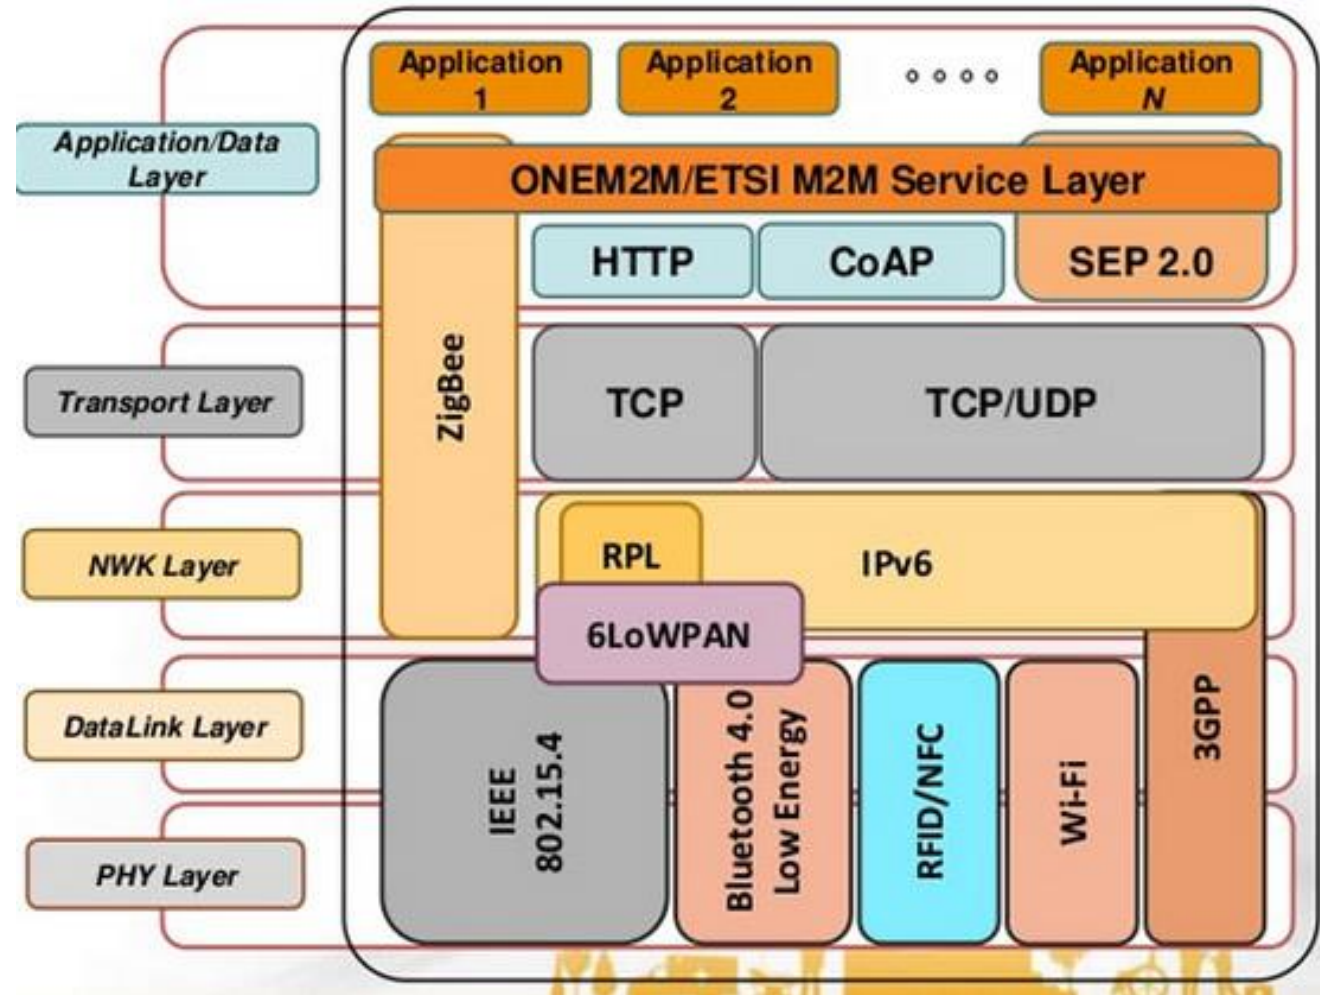 Application
1
Application
2
Application
N
Application/Data
Layer
ONEM2M/ETSI M2M Service Layer
HTTP
CoAP
SEP 2.0
ZigBee
Transport Layer
TCP
TCP/UDP
NWK Layer
RPL
IPv6
6LoWPAN
DataLink Layer
IEEE
802.15.4
Bluetooth 4.0
Low Energy
RFID/NFC
Wi-Fi
3GPP
PHY Layer